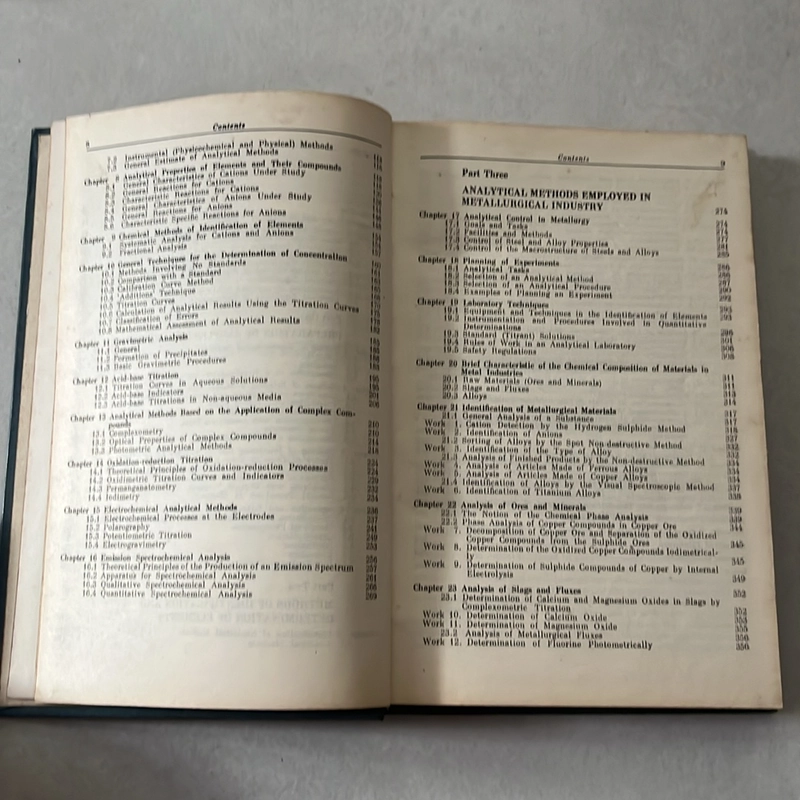 8 Contents
7.2 Instrumental (Physicochemical and Physical) Methods
7.3 General Estimate of Analytical Methods
Chapter 8 Analytical Properties of Elements and Their Compounds
8.1 General Characteristics of Cations Under Study
8.2 General Reactions for Cations
8.3 Characteristic Reactions for Cations
8.4 General Characteristics of Anions Under Study
8.5 General Reactions for Anions
8.6 Characteristic Specific Reactions for Anions
Chapter 9 Chemical Methods of Identification of Elements
9.1 Systematic Analysis for Cations and Anions
9.2 Fractional Analysis
Chapter 10 General Techniques for the Determination of Concentration
10.1 Methods Involving No Standards
10.2 Comparison with a Standard
10.3 Calibration Curve Method
10.4 "Additions" Technique
10.5 Titration Curves
10.6 Calculation of Analytical Results Using the Titration Curves
10.7 Classification of Errors
10.8 Mathematical Assessment of Analytical Results
Chapter 11 Gravimetric Analysis
11.1 General
11.2 Formation of Precipitates
11.3 Basic Gravimetric Procedures
Chapter 12 Acid-base Titration
12.1 Titration Curves in Aqueous Solutions 195
12.2 Acid-base Indicators
12.3 Acid-base Titrations in Non-aqueous Media
Chapter 13 Analytical Methods Based on the Application of Complex Com-
pounds 210
13.1 Complexometry 210
13.2 Optical Properties of Complex Compounds 214
13.3 Photometric Analytical Methods 218
Chapter 14 Oxidation-reduction Titration 224
14.1 Theoretical Principles of Oxidation-reduction Processes 224
14.2 Oxidimetric Titration Curves and Indicators
14.3 Permanganatometry
14.4 Iodimetry
Chapter 15 Electrochemical Analytical Methods 236
15.1 Electrochemical Processes at the Electrodes 237
15.2 Polarography 241
15.3 Potentiometric Titration
15.4 Electrogravimetry
Chapter 16 Emission Spectrochemical Analysis 256
16.1 Theoretical Principles of the Production of an Emission Spectrum 257
16.2 Apparatus for Spectrochemical Analysis 261
16.3 Qualitative Spectrochemical Analysis 268
16.4 Quantitative Spectrochemical Analysis 269
Contents 9
Part Three
ANALYTICAL METHODS EMPLOYED IN
METALLURGICAL INDUSTRY 274
Chapter 17 Analytical Control in Metallurgy 274
17.1 Goals and Tasks 274
17.2 Facilities and Methods 277
17.3 Control of Steel and Alloy Properties 281
17.4 Control of Macrostructure of Steels and Alloys 285
Chapter 18 Planning of Experiments 286
18.1 Analytical Tasks 286
18.2 Selection of an Analytical Method 287
18.3 Selection of an Analytical Procedure 290
18.4 Examples of Planning an Experiment 292
Chapter 19 Laboratory Techniques 293
19.1 Equipment and Techniques in the Identification of Elements 293
19.2 Instrumentation and Procedures Involved in Quantitative
Determinations 296
19.3 Standard (Titrant) Solutions 301
19.4 Rules of Work in an Analytical Laboratory 306
19.5 Safety Regulations 308
Chapter 20 Brief Characteristic of the Chemical Composition of Materials in
Metal Industries 311
20.1 Raw Materials (Ores and Minerals) 311
20.2 Slags and Fluxes 313
20.3 Alloys 314
Chapter 21 Identification of Metallurgical Materials 317
21.1 General Analysis of a Substance 317
Work 1. Cation Detection by the Hydrogen Sulphide Method 318
Work 2. Identification of Anions 327
21.2 Sorting of Alloys by the Spot Non-destructive Method 332
Work 3. Identification of the Type of Alloy
Analysis of Finished Products by the Non-destructive Method
Work 4. Analysis of Articles Made of Ferrous Alloys
Work 5. Analysis of Articles Made of Copper Alloys
21.4 Identification of Alloys by the Visual Spectroscopic Method 337
Work 6. Identification of Titanium Alloys 338
Chapter 22 Analysis of Ores and Minerals 339
22.1 The Notion of the Chemical Phase Analysis 339
22.2 Phase Analysis of Copper Compounds in Copper Ore 344
Work 7. Decomposition of Copper Ore and Separation of the Oxidized
Copper Compounds from the Sulphide Ores 345
Work 8. Determination of the Oxidized Copper Compounds Iodimetrical-
ly 345
Work 9. Determination of Sulphide Compounds of Copper by Internal
Electrolysis 349
Chapter 23 Analysis of Slags and Fluxes 352
23.1 Determination of Calcium and Magnesium Oxides in Slags by
Complexometric Titration 352
Work 10. Determination of Calcium Oxide 353
Work 11. Determination of Magnesium Oxide 355
23.2 Analysis of Metallurgical Fluxes 356
Work 12. Determination of Fluorine Photometrically 356